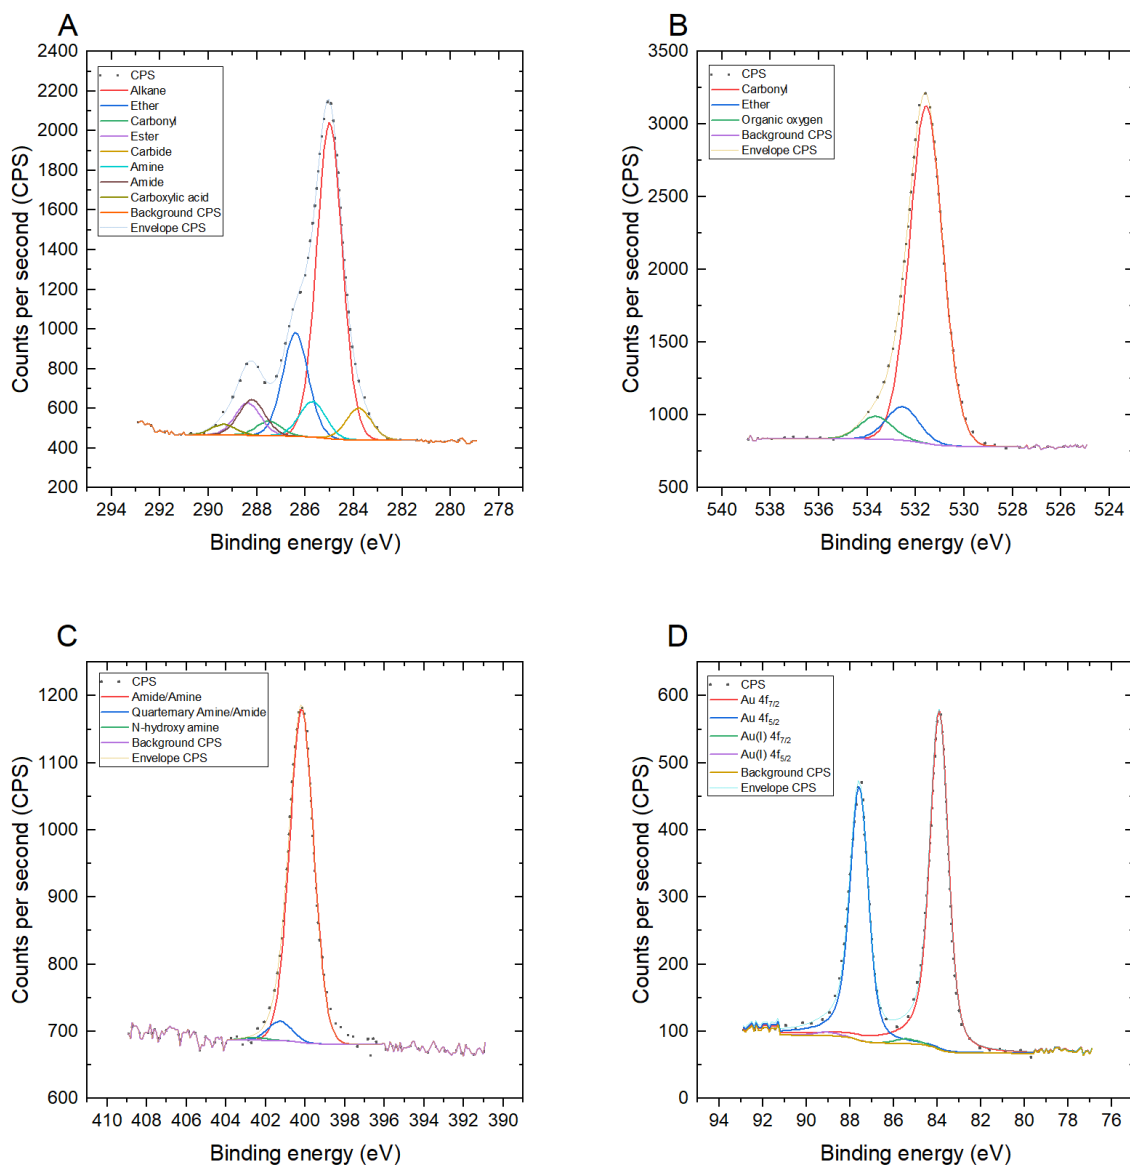 A
2400
2200
2000
1800
1600
1400
1200
1000
800
600
400
200
Counts per second (CPS)
CPS
Alkane
Ether
Carbonyl
Ester
Carbide
Amine
Amide
Carboxylic acid
Background CPS
Envelope CPS
294 292 290 288 286 284 282 280 278
Binding energy (eV)
B
3500
3000
2500
2000
1500
1000
500
Counts per second (CPS)
CPS
Carbonyl
Ether
Organic oxygen
Background CPS
Envelope CPS
540 538 536 534 532 530 528 526 524
Binding energy (eV)
C
1200
1100
1000
900
800
700
600
Counts per second (CPS)
CPS
Amide/Amine
Quarternary Amine/Amide
N-hydroxy amine
Background CPS
Envelope CPS
410 408 406 404 402 400 398 396 394 392 390
Binding energy (eV)
D
600
500
400
300
200
100
0
Counts per second (CPS)
CPS
Au 4f7/2
Au 4f5/2
Au(I) 4f7/2
Au(I) 4f5/2
Background CPS
Envelope CPS
94 92 90 88 86 84 82 80 78 76
Binding energy (eV)